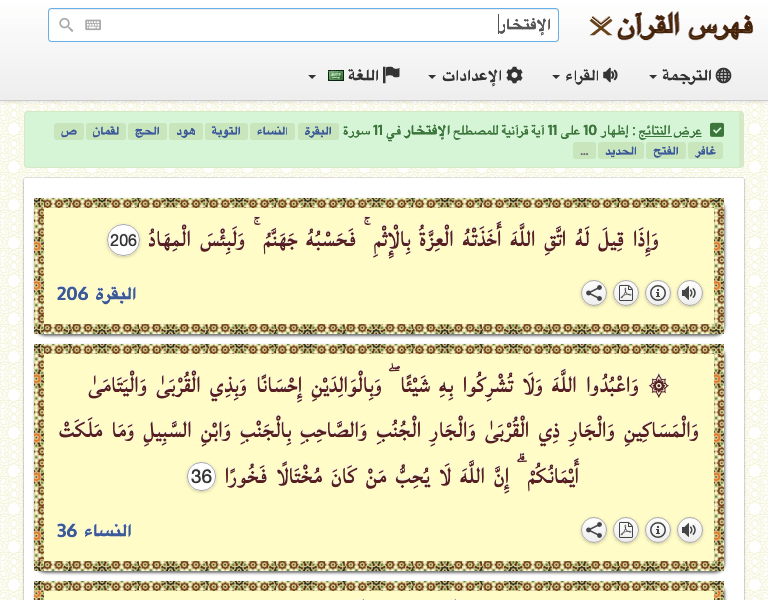 فهرس القرآن
الإفتخار
الترجمة
القراء
الإعدادات
اللغة
عرض النتائج : إظهار 10 على 11 آية قرآنية للمصطلح الإفتخار في 11 سورة البقرة النساء التوبة هود الحج لقمان ص
غافر الفتح الحديد ...
وَإِذَا قِيلَ لَهُ اتَّقِ اللَّهَ أَخَذَتْهُ الْعِزَّةُ بِالْإِثْمِ ۚ فَحَسْبُهُ جَهَنَّمُ ۚ وَلَبِئْسَ الْمِهَادُ 206
البقرة 206
۞ وَاعْبُدُوا اللَّهَ وَلَا تُشْرِكُوا بِهِ شَيْئًا ۖ وَبِالْوَالِدَيْنِ إِحْسَانًا وَبِذِي الْقُرْبَىٰ وَالْيَتَامَىٰ
وَالْمَسَاكِينِ وَالْجَارِ ذِي الْقُرْبَىٰ وَالْجَارِ الْجُنُبِ وَالصَّاحِبِ بِالْجَنْبِ وَابْنِ السَّبِيلِ وَمَا مَلَكَتْ
أَيْمَانُكُمْ ۗ إِنَّ اللَّهَ لَا يُحِبُّ مَنْ كَانَ مُخْتَالًا فَخُورًا 36
النساء 36